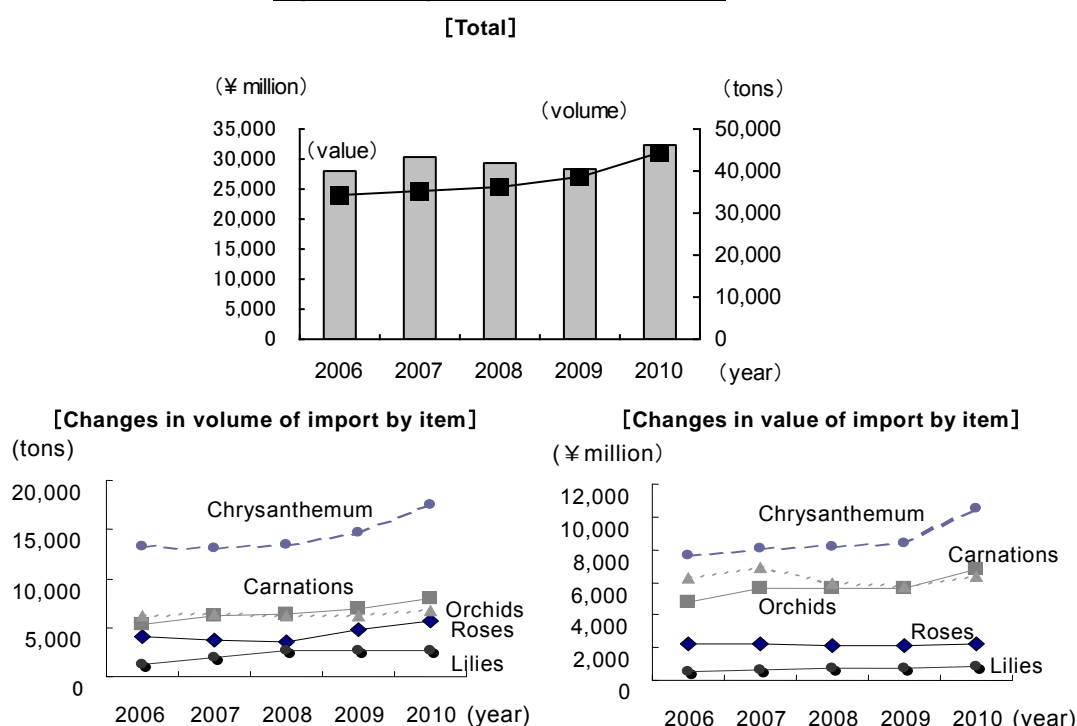 ［Total］
（¥ million）
（tons）
（volume）
（value）
35,000
30,000
25,000
20,000
15,000
10,000
5,000
0
50,000
40,000
30,000
20,000
10,000
0
2006 2007 2008 2009 2010 （year）
［Changes in volume of import by item］
(tons)
20,000
15,000
10,000
5,000
0
Chrysanthemum
Carnations
Orchids
Roses
Lilies
2006 2007 2008 2009 2010 (year)
［Changes in value of import by item］
(￥million）
12,000
10,000
8,000
6,000
4,000
2,000
0
Chrysanthemum
Carnations
Orchids
Roses
Lilies
2006 2007 2008 2009 2010 (year)